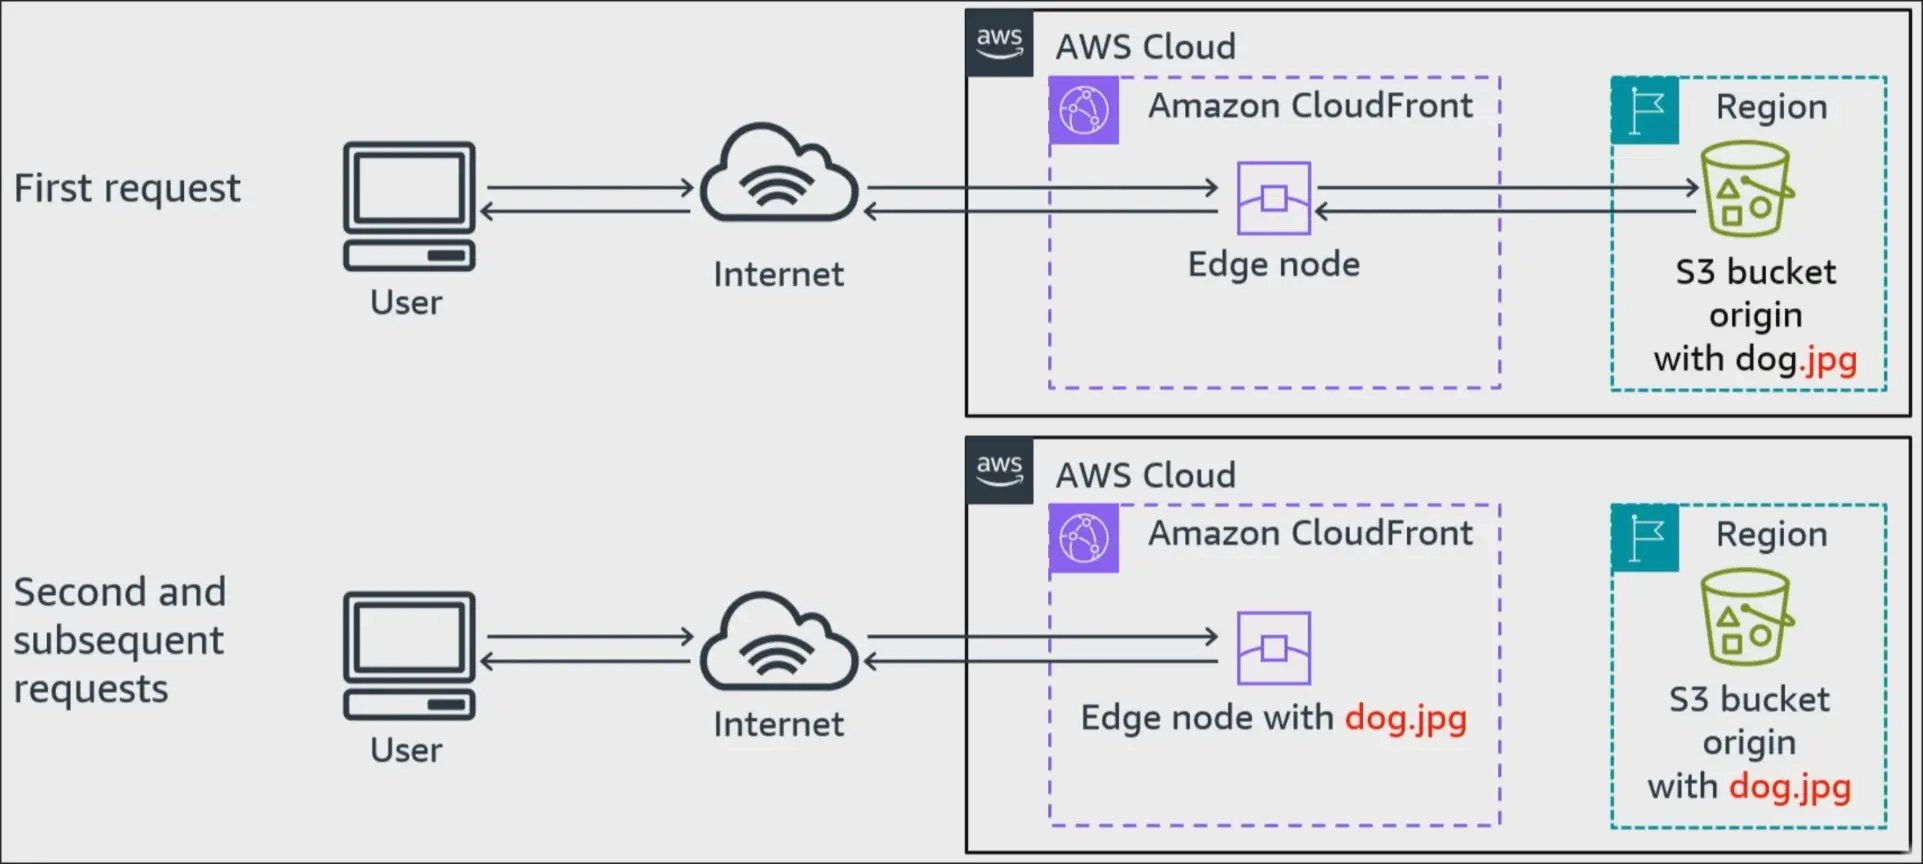 aws
AWS Cloud
Amazon CloudFront
Region
First request
User
Internet
Edge node
S3 bucket
origin
with dog.jpg
aws
AWS Cloud
Amazon CloudFront
Region
Second and
subsequent
requests
User
Internet
Edge node with dog.jpg
S3 bucket
origin
with dog.jpg